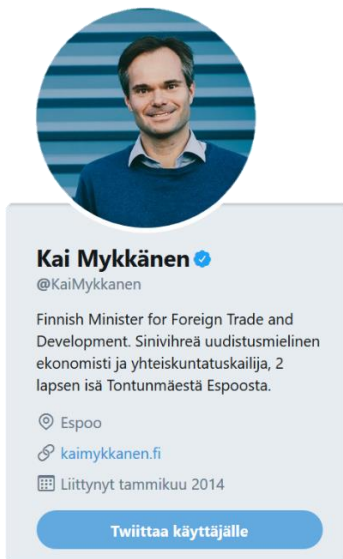 Kai Mykkänen
@KaiMykkanen
Finnish Minister for Foreign Trade and
Development. Sinivihreä uudistusmielinen
ekonomisti ja yhteiskuntatuskailija, 2
lapsen isä Tontunmäestä Espoosta.
Espoo
kaimykkanen.fi
Liittynyt tammikuu 2014
Twiittaa käyttäjälle